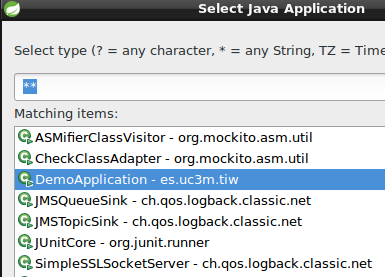 Select Java Application
Select type (? = any character, * = any String, TZ = Time
**
Matching items:
ASMifierClassVisitor - org.mockito.asm.util
CheckClassAdapter - org.mockito.asm.util
DemoApplication - es.uc3m.tiw
JMSQueueSink - ch.qos.logback.classic.net
JMSTopicSink - ch.qos.logback.classic.net
JUnitCore - org.junit.runner
SimpleSSLSocketServer - ch.qos.logback.classic.net